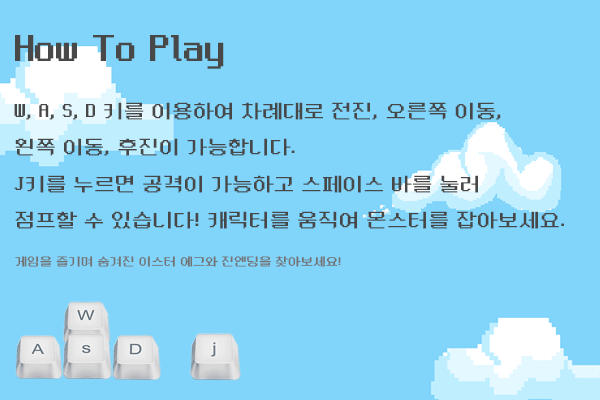 How To Play
W, A, S, D 키를 이용하여 차례대로 전진, 오른쪽 이동,
왼쪽 이동, 후진이 가능합니다.
J키를 누르면 공격이 가능하고 스페이스 바를 눌러
점프할 수 있습니다! 캐릭터를 움직여 몬스터를 잡아보세요.
게임을 즐기며 숨겨진 이스터 에그와 진엔딩을 찾아보세요!
W
A S D j